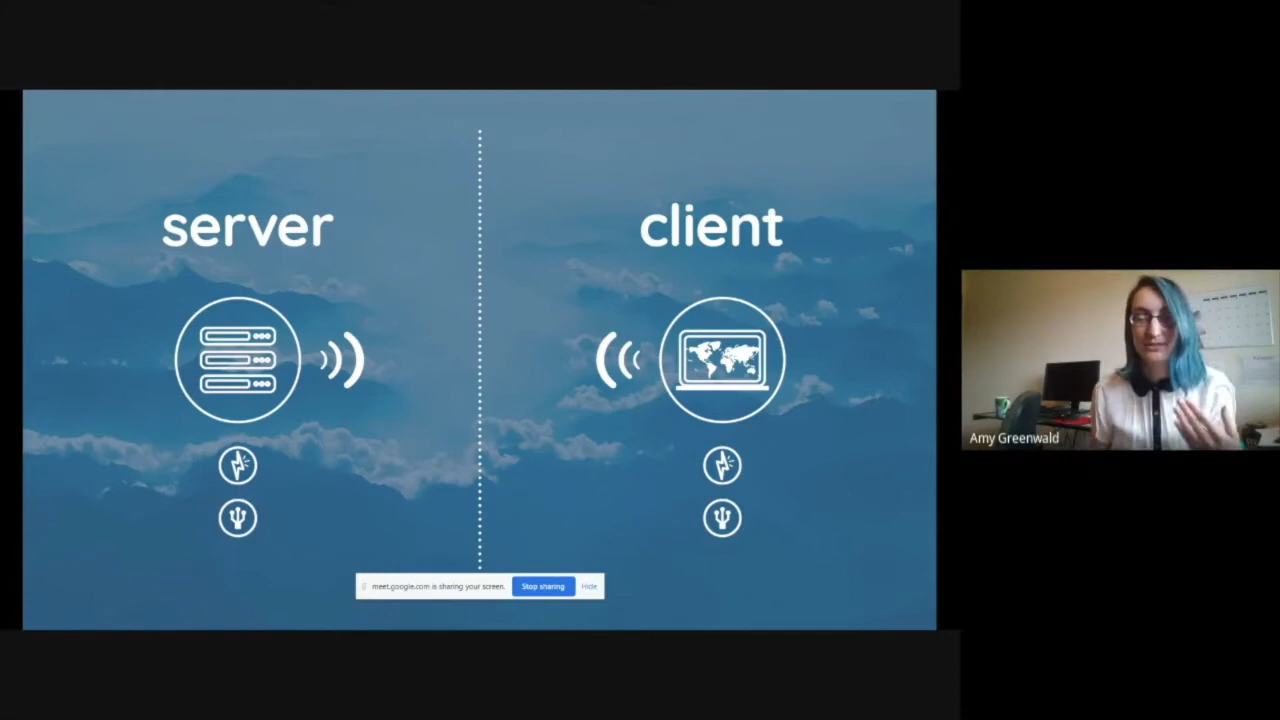 server
client
meet.google.com is sharing your screen.
Stop sharing
Hide
Amy Greenwald